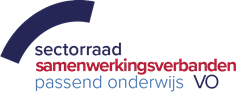 sectorraad
samenwerkingsverbanden
passend onderwijs VO